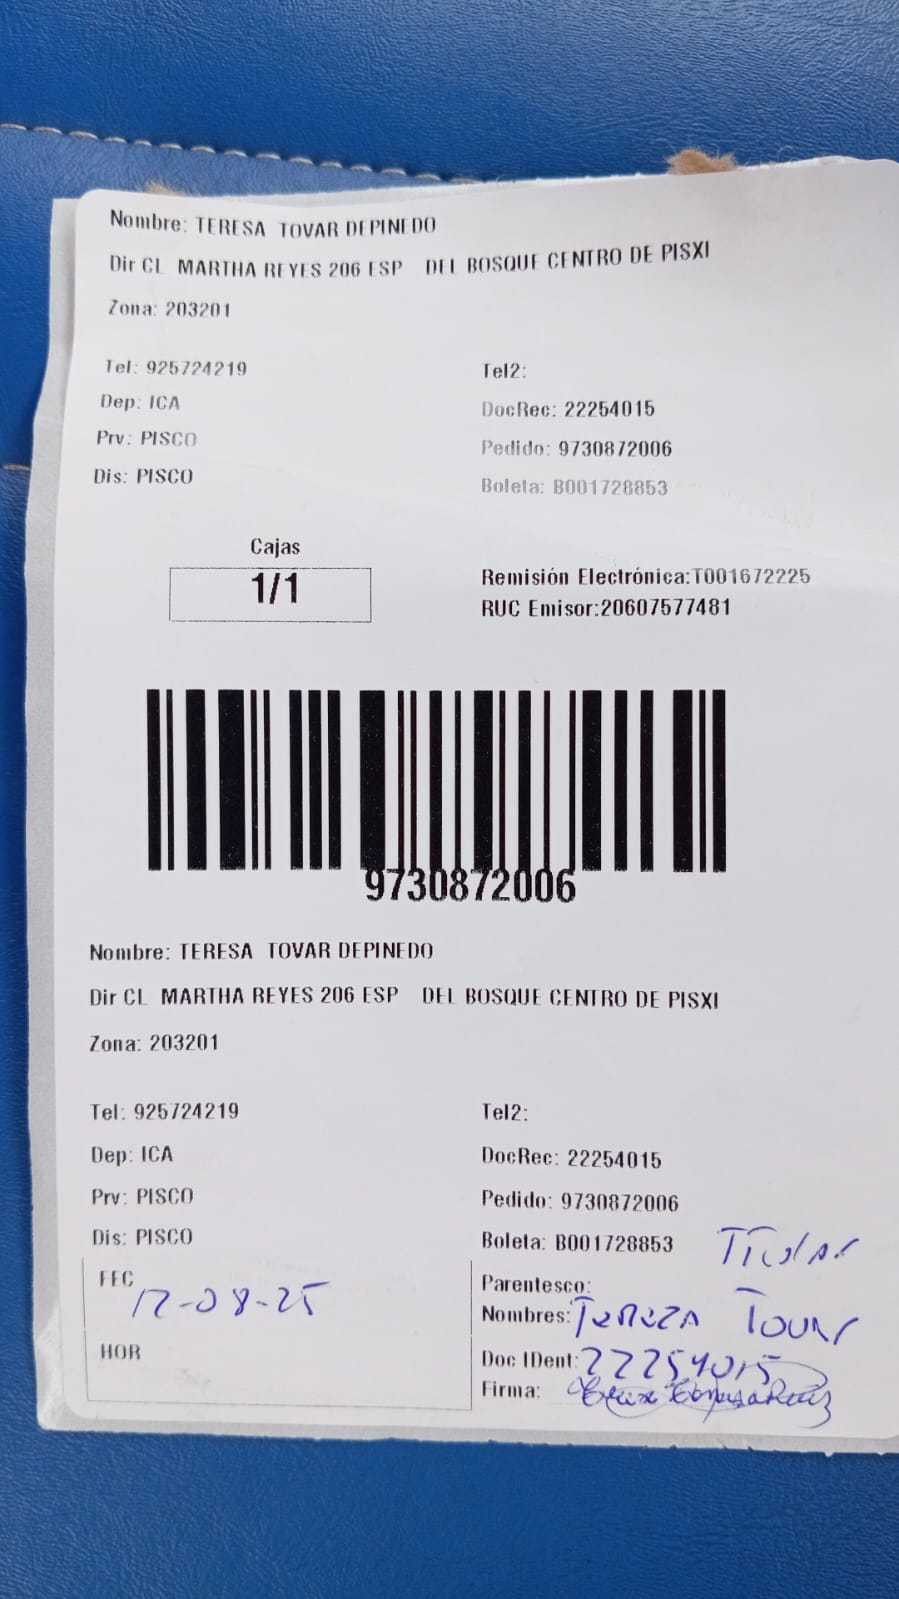 Nombre: TERESA TOVAR DEPINEDO
Dir CL MARTHA REYES 206 ESP DEL BOSQUE CENTRO DE PISXI
Zona: 203201
Tel: 925724219 Tel2:
Dep: ICA DocRec: 22254015
Prv: PISCO Pedido: 9730872006
Dis: PISCO Boleta: B001728853
Cajas
1/1
Remisión Electrónica:T001672225
RUC Emisor:20607577481
9730872006
Nombre: TERESA TOVAR DEPINEDO
Dir CL MARTHA REYES 206 ESP DEL BOSQUE CENTRO DE PISXI
Zona: 203201
Tel: 925724219 Tel2:
Dep: ICA DocRec: 22254015
Prv: PISCO Pedido: 9730872006
Dis: PISCO Boleta: B001728853
Titular
FEC 12-08-25 Parentesco:
Nombres: Tereza Tovar
HOR Doc IDent: 22254015
Firma: